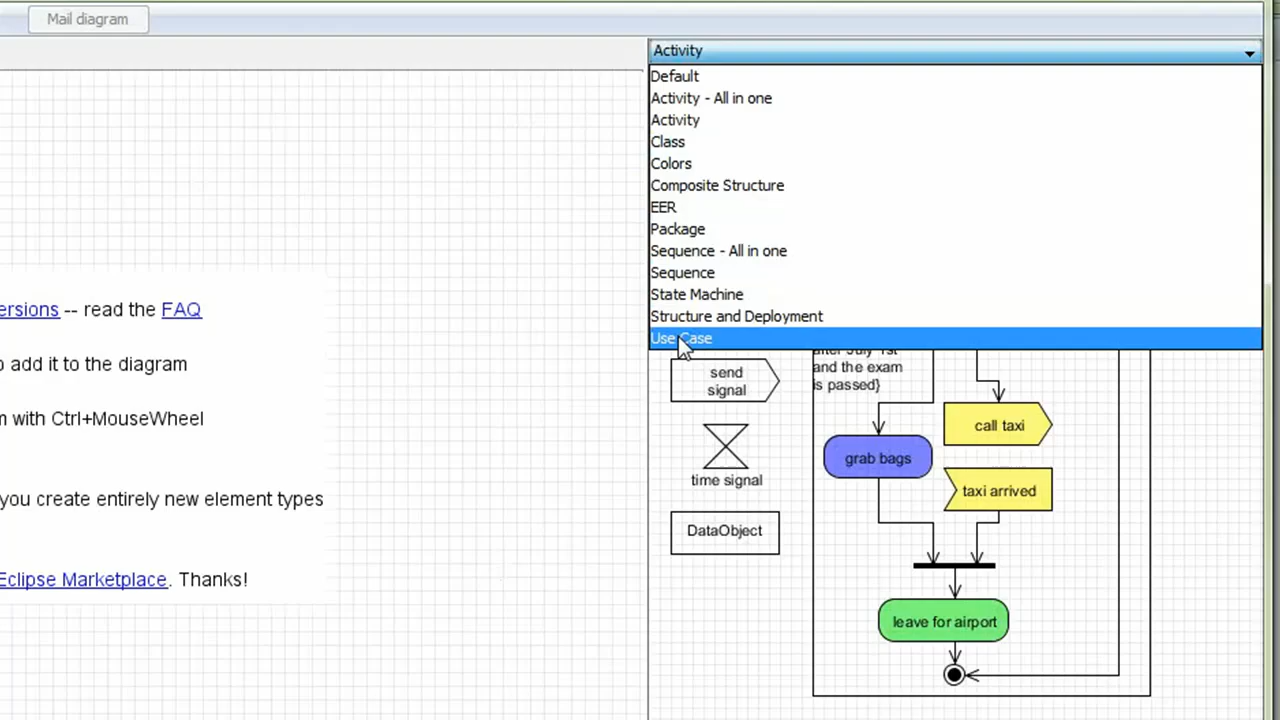 Mail diagram
Activity
Default
Activity - All in one
Activity
Class
Colors
Composite Structure
EER
Package
Sequence - All in one
Sequence
State Machine
Structure and Deployment
Use Case
ersions -- read the FAQ
o add it to the diagram
m with Ctrl+MouseWheel
you create entirely new element types
Eclipse Marketplace. Thanks!
send
signal
time signal
DataObject
after July 1st
and the exam
is passed}
call taxi
grab bags
taxi arrived
leave for airport